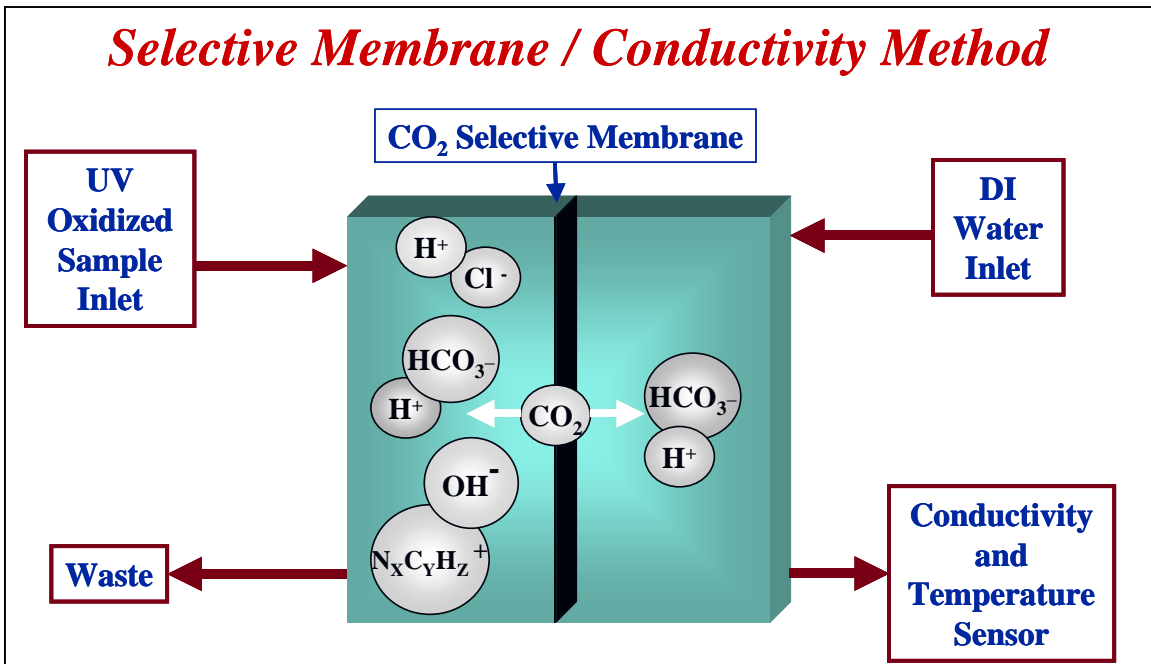 Selective Membrane / Conductivity Method
CO₂ Selective Membrane
UV
Oxidized
Sample
Inlet
DI
Water
Inlet
H⁺
Cl⁻
HCO₃⁻
H⁺
CO₂
HCO₃⁻
H⁺
OH⁻
NₓCᵧH_Z⁺
Waste
Conductivity
and
Temperature
Sensor